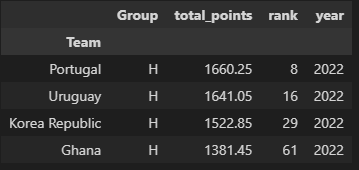 Group total_points rank year
Team
Portugal H 1660.25 8 2022
Uruguay H 1641.05 16 2022
Korea Republic H 1522.85 29 2022
Ghana H 1381.45 61 2022